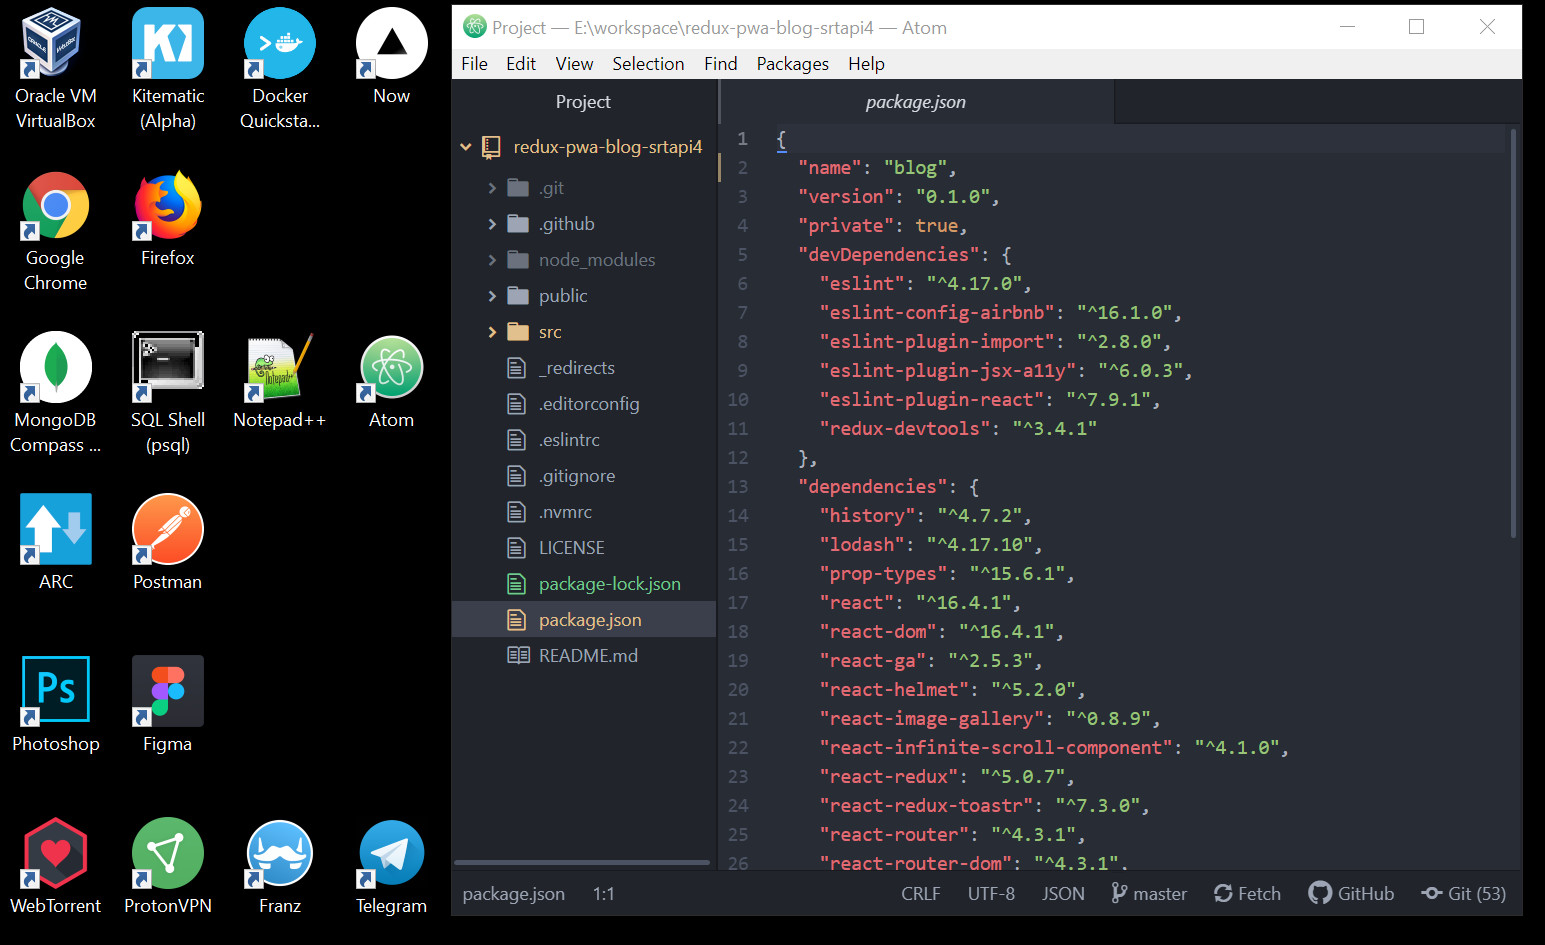 Oracle VM
VirtualBox
Kitematic
(Alpha)
Docker
Quicksta...
Now
Google
Chrome
Firefox
MongoDB
Compass ...
SQL Shell
(psql)
Notepad++
Atom
ARC
Postman
Ps
Photoshop
Figma
WebTorrent
ProtonVPN
Franz
Telegram
Project — E:\workspace\redux-pwa-blog-srtapi4 — Atom
File Edit View Selection Find Packages Help
Project
redux-pwa-blog-srtapi4
.git
.github
node_modules
public
src
_redirects
.editorconfig
.eslintrc
.gitignore
.nvmrc
LICENSE
package-lock.json
package.json
README.md
package.json
1 {
2 "name": "blog",
3 "version": "0.1.0",
4 "private": true,
5 "devDependencies": {
6 "eslint": "^4.17.0",
7 "eslint-config-airbnb": "^16.1.0",
8 "eslint-plugin-import": "^2.8.0",
9 "eslint-plugin-jsx-a11y": "^6.0.3",
10 "eslint-plugin-react": "^7.9.1",
11 "redux-devtools": "^3.4.1"
12 },
13 "dependencies": {
14 "history": "^4.7.2",
15 "lodash": "^4.17.10",
16 "prop-types": "^15.6.1",
17 "react": "^16.4.1",
18 "react-dom": "^16.4.1",
19 "react-ga": "^2.5.3",
20 "react-helmet": "^5.2.0",
21 "react-image-gallery": "^0.8.9",
22 "react-infinite-scroll-component": "^4.1.0",
23 "react-redux": "^5.0.7",
24 "react-redux-toastr": "^7.3.0",
25 "react-router": "^4.3.1",
26 "react-router-dom": "^4.3.1",
package.json 1:1 CRLF UTF-8 JSON master Fetch GitHub Git (53)